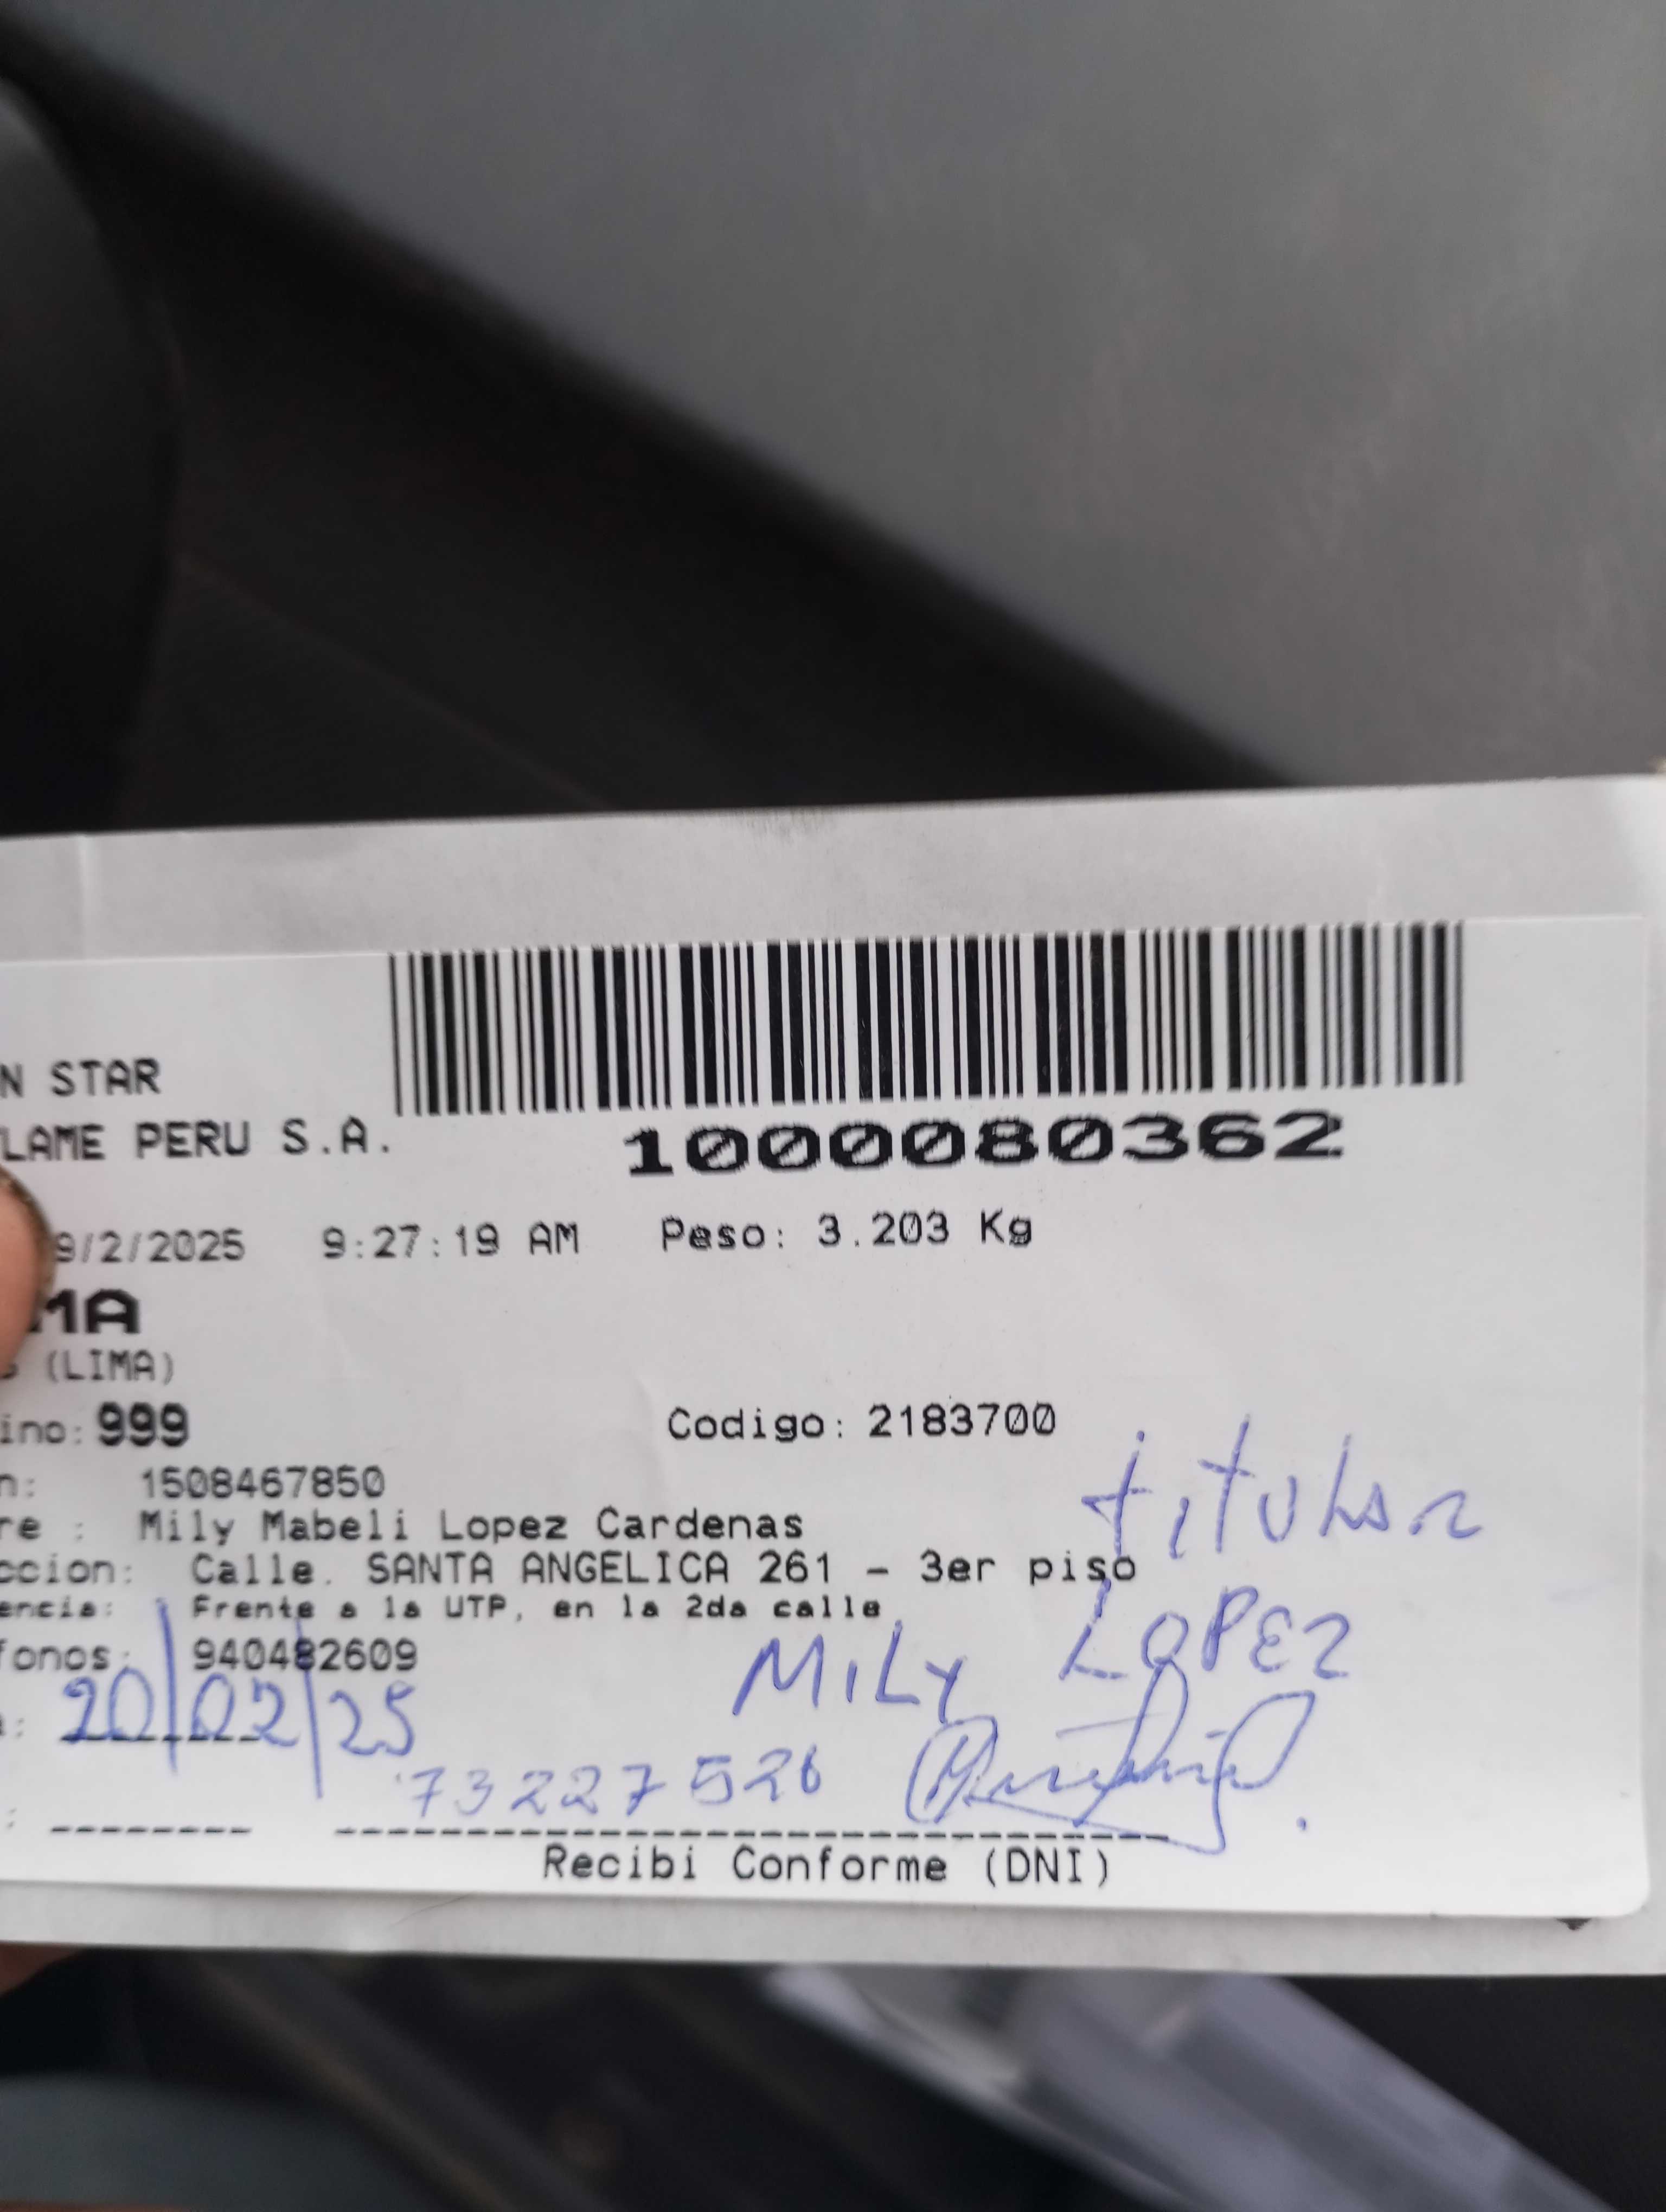 N STAR
LAME PERU S.A.
1000080362
9/2/2025 9:27:19 AM Peso: 3.203 Kg
MA
(LIMA)
ino: 999 Codigo: 2183700
n: 1508467850
titular
re : Mily Mabeli Lopez Cardenas
ccion: Calle. SANTA ANGELICA 261 - 3er piso
encia: Frente a la UTP, en la 2da calle
fonos: 940482609
MiLy LOPEZ
: 20/02/25
73227526
Recibi Conforme (DNI)